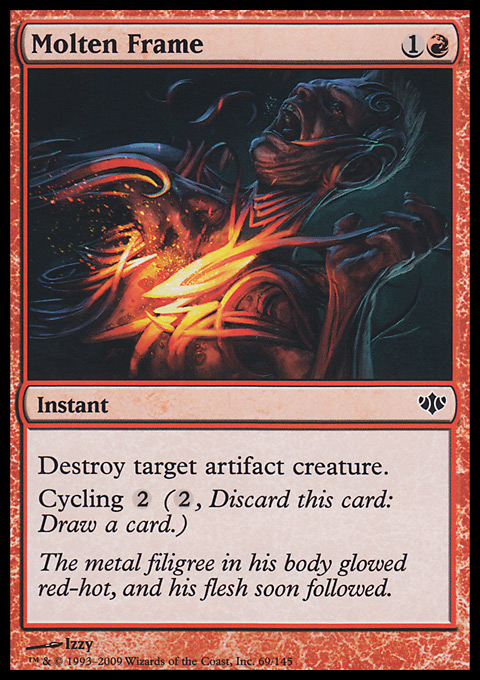 Molten Frame 1
Instant
Destroy target artifact creature.
Cycling 2 (2, Discard this card:
Draw a card.)
The metal filigree in his body glowed
red-hot, and his flesh soon followed.
Izzy
™ & © 1993–2009 Wizards of the Coast, Inc. 69/145